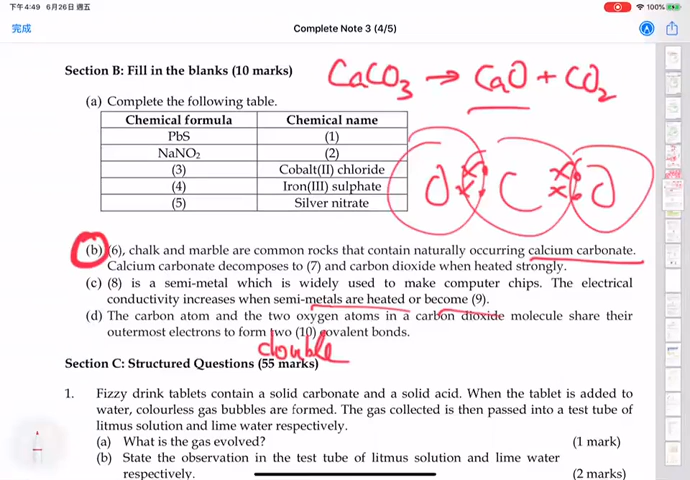 下午4:49 6月26日 週五
100%
完成
Complete Note 3 (4/5)
Section B: Fill in the blanks (10 marks)
CaCO3 → CaO + CO2
(a) Complete the following table.
Chemical formula Chemical name
PbS (1)
NaNO2 (2)
(3) Cobalt(II) chloride
(4) Iron(III) sulphate
(5) Silver nitrate
O C O
(b) (6), chalk and marble are common rocks that contain naturally occurring calcium carbonate.
Calcium carbonate decomposes to (7) and carbon dioxide when heated strongly.
(c) (8) is a semi-metal which is widely used to make computer chips. The electrical
conductivity increases when semi-metals are heated or become (9).
(d) The carbon atom and the two oxygen atoms in a carbon dioxide molecule share their
outermost electrons to form two (10) covalent bonds.
double
Section C: Structured Questions (55 marks)
1. Fizzy drink tablets contain a solid carbonate and a solid acid. When the tablet is added to
water, colourless gas bubbles are formed. The gas collected is then passed into a test tube of
litmus solution and lime water respectively.
(a) What is the gas evolved? (1 mark)
(b) State the observation in the test tube of litmus solution and lime water
respectively. (2 marks)